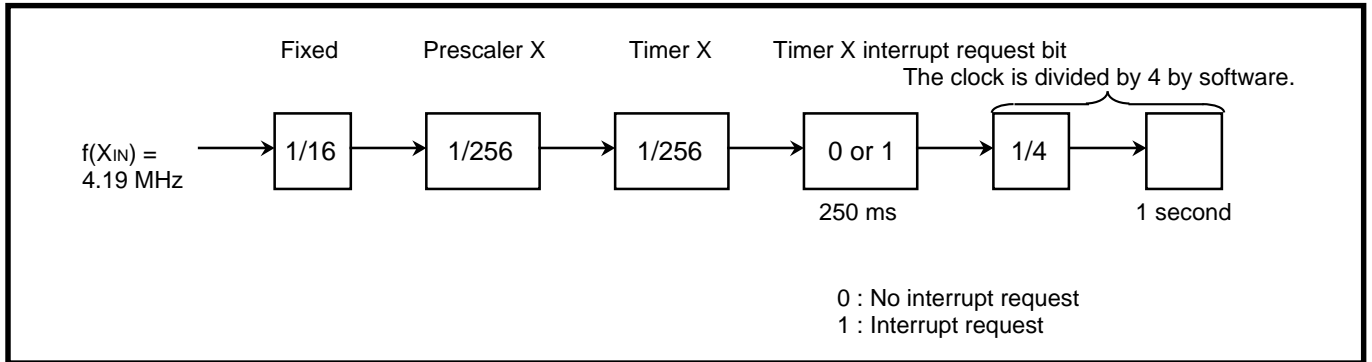 Fixed Prescaler X Timer X Timer X interrupt request bit
The clock is divided by 4 by software.
f(XIN) =
4.19 MHz
1/16 1/256 1/256 0 or 1 1/4
250 ms 1 second
0 : No interrupt request
1 : Interrupt request